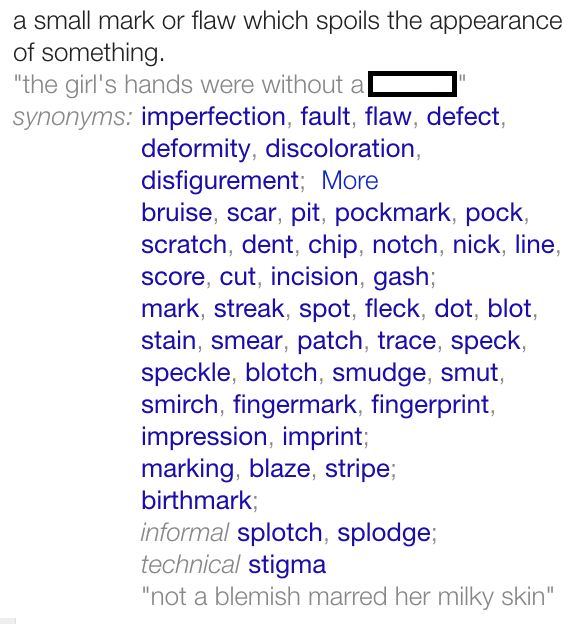 a small mark or flaw which spoils the appearance
of something.
"the girl's hands were without a "
synonyms: imperfection, fault, flaw, defect,
deformity, discoloration,
disfigurement; More
bruise, scar, pit, pockmark, pock,
scratch, dent, chip, notch, nick, line,
score, cut, incision, gash;
mark, streak, spot, fleck, dot, blot,
stain, smear, patch, trace, speck,
speckle, blotch, smudge, smut,
smirch, fingermark, fingerprint,
impression, imprint;
marking, blaze, stripe;
birthmark;
informal splotch, splodge;
technical stigma
"not a blemish marred her milky skin"